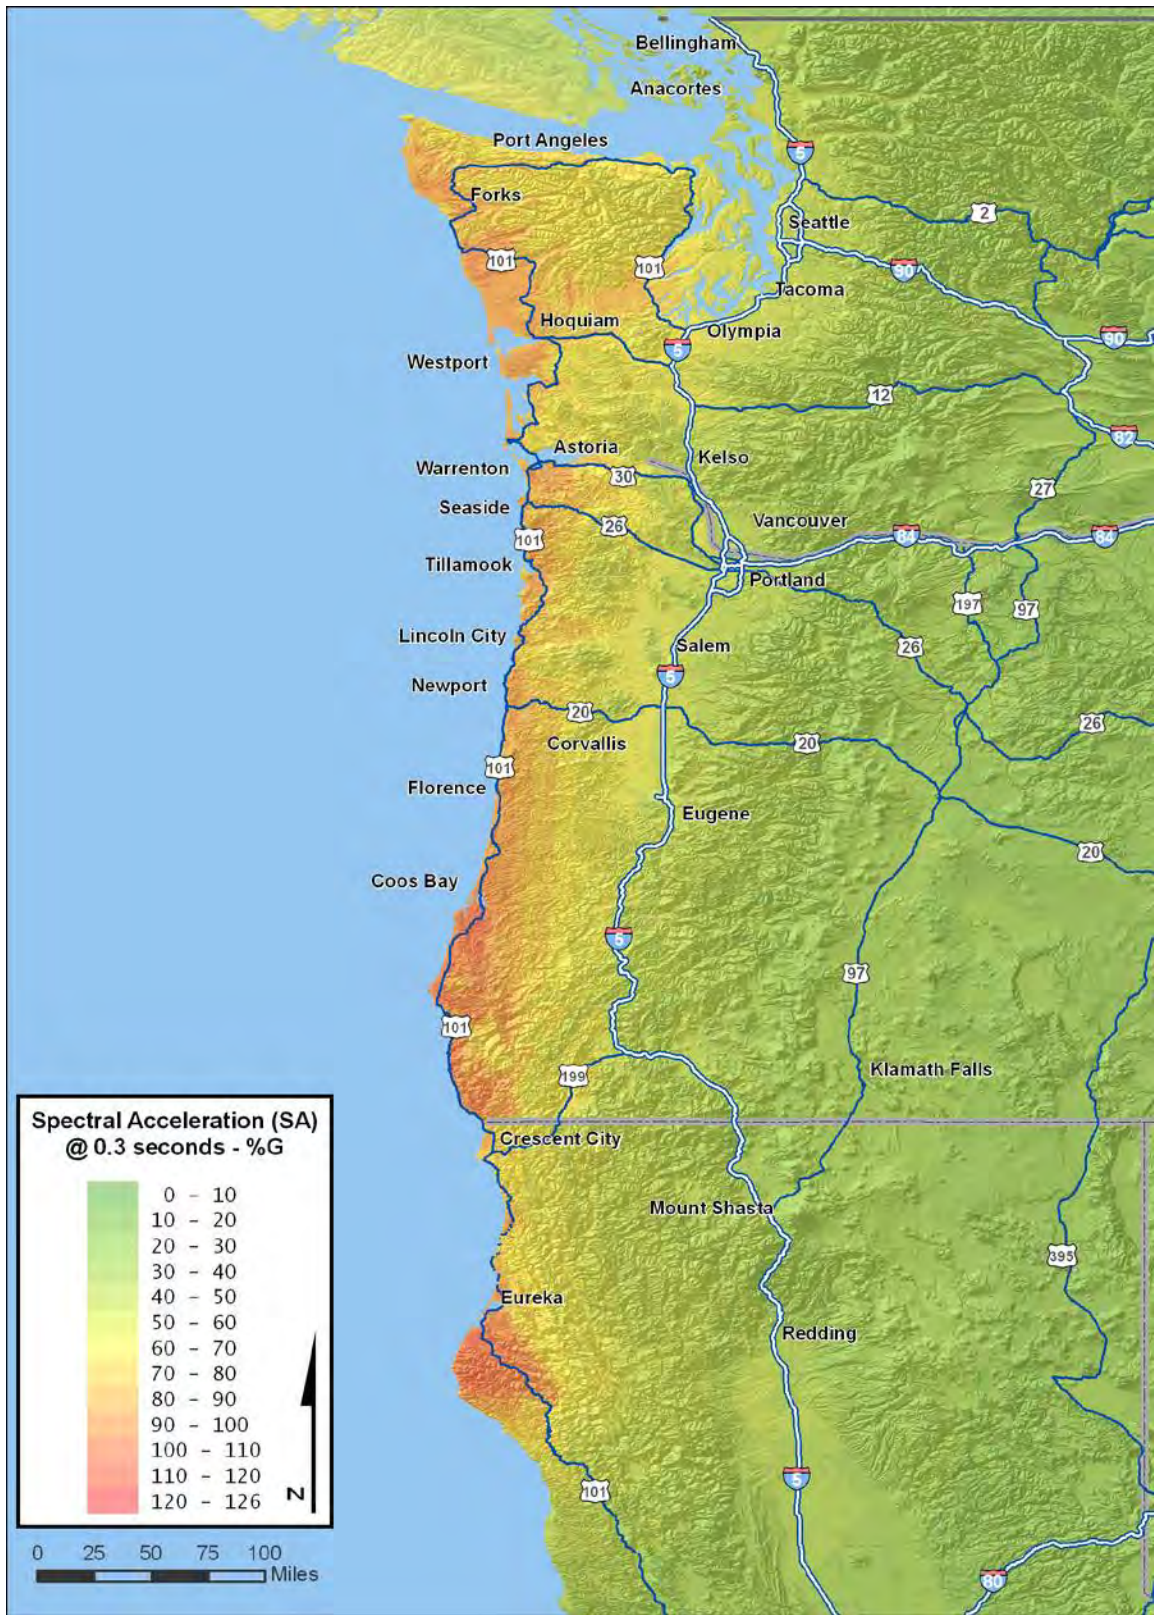 Bellingham
Anacortes
Port Angeles
5
Forks
2
Seattle
101
101
90
Tacoma
Hoquiam
Olympia
90
5
Westport
12
82
Astoria
Kelso
Warrenton
30
27
Seaside
26
Vancouver
101
84
84
Tillamook
Portland
197
97
Lincoln City
Salem
26
5
Newport
20
26
Corvallis
20
101
Florence
Eugene
20
Coos Bay
5
97
101
Klamath Falls
199
Spectral Acceleration (SA)
@ 0.3 seconds - %G
0 - 10
10 - 20
20 - 30
30 - 40
40 - 50
50 - 60
60 - 70
70 - 80
80 - 90
90 - 100
100 - 110
110 - 120
120 - 126
N
Crescent City
Mount Shasta
395
Eureka
Redding
5
101
0 25 50 75 100
Miles
80